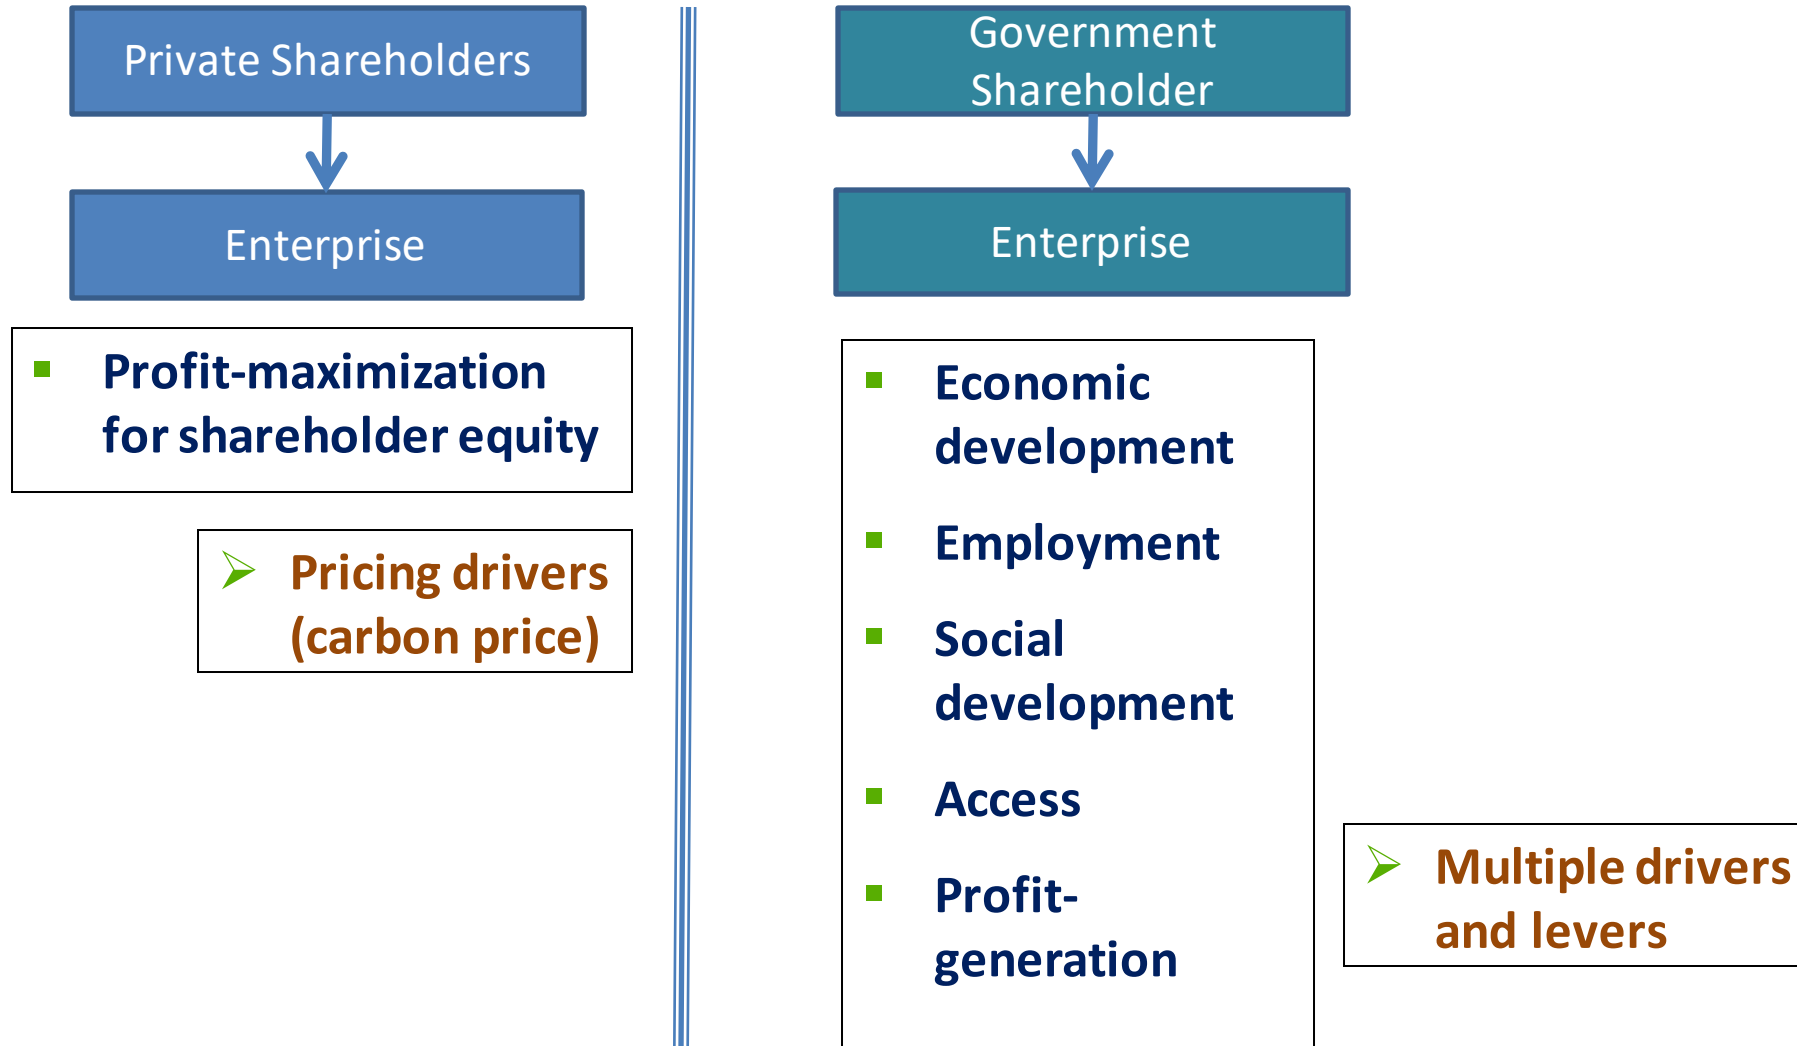 Private Shareholders
Enterprise
Profit-maximization
for shareholder equity
Pricing drivers
(carbon price)
Government
Shareholder
Enterprise
Economic
development
Employment
Social
development
Access
Profit-
generation
Multiple drivers
and levers